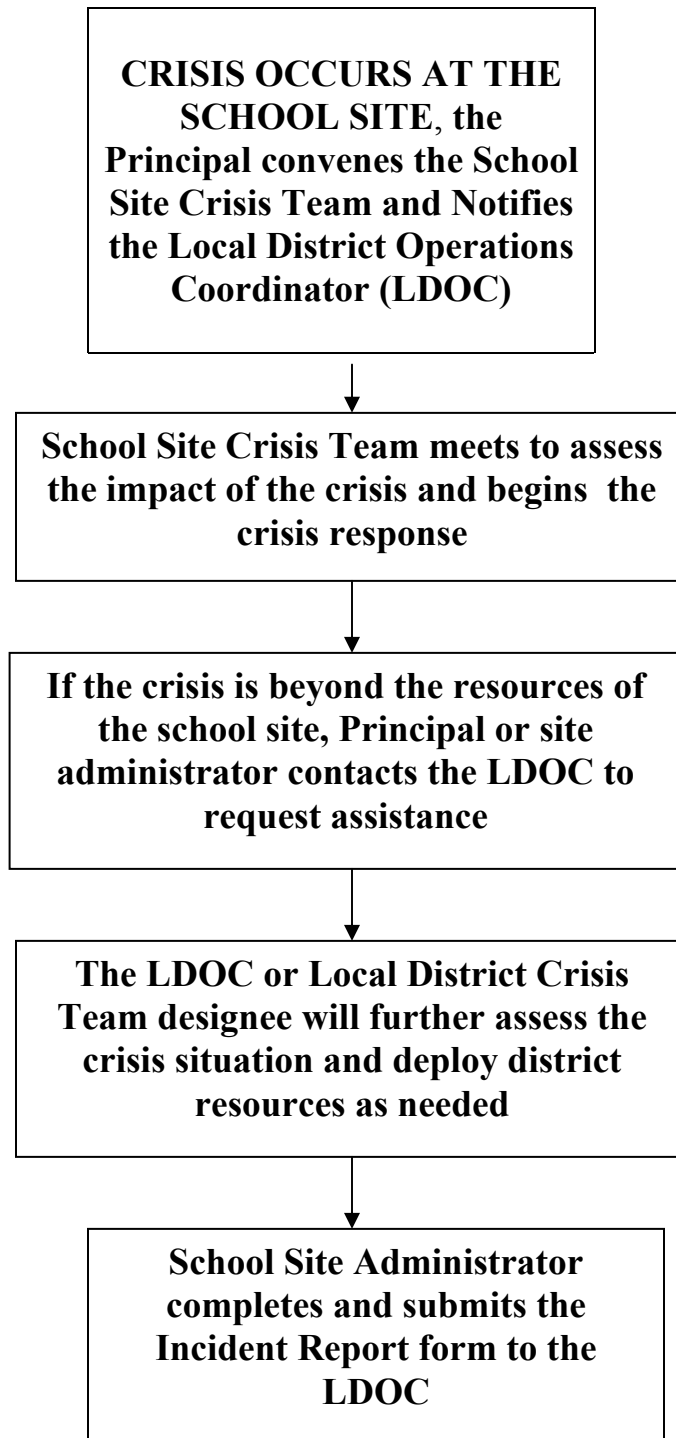 CRISIS OCCURS AT THE
SCHOOL SITE, the
Principal convenes the School
Site Crisis Team and Notifies
the Local District Operations
Coordinator (LDOC)
School Site Crisis Team meets to assess
the impact of the crisis and begins  the
crisis response
If the crisis is beyond the resources of
the school site, Principal or site
administrator contacts the LDOC to
request assistance
The LDOC or Local District Crisis
Team designee will further assess the
crisis situation and deploy district
resources as needed
School Site Administrator
completes and submits the
Incident Report form to the
LDOC